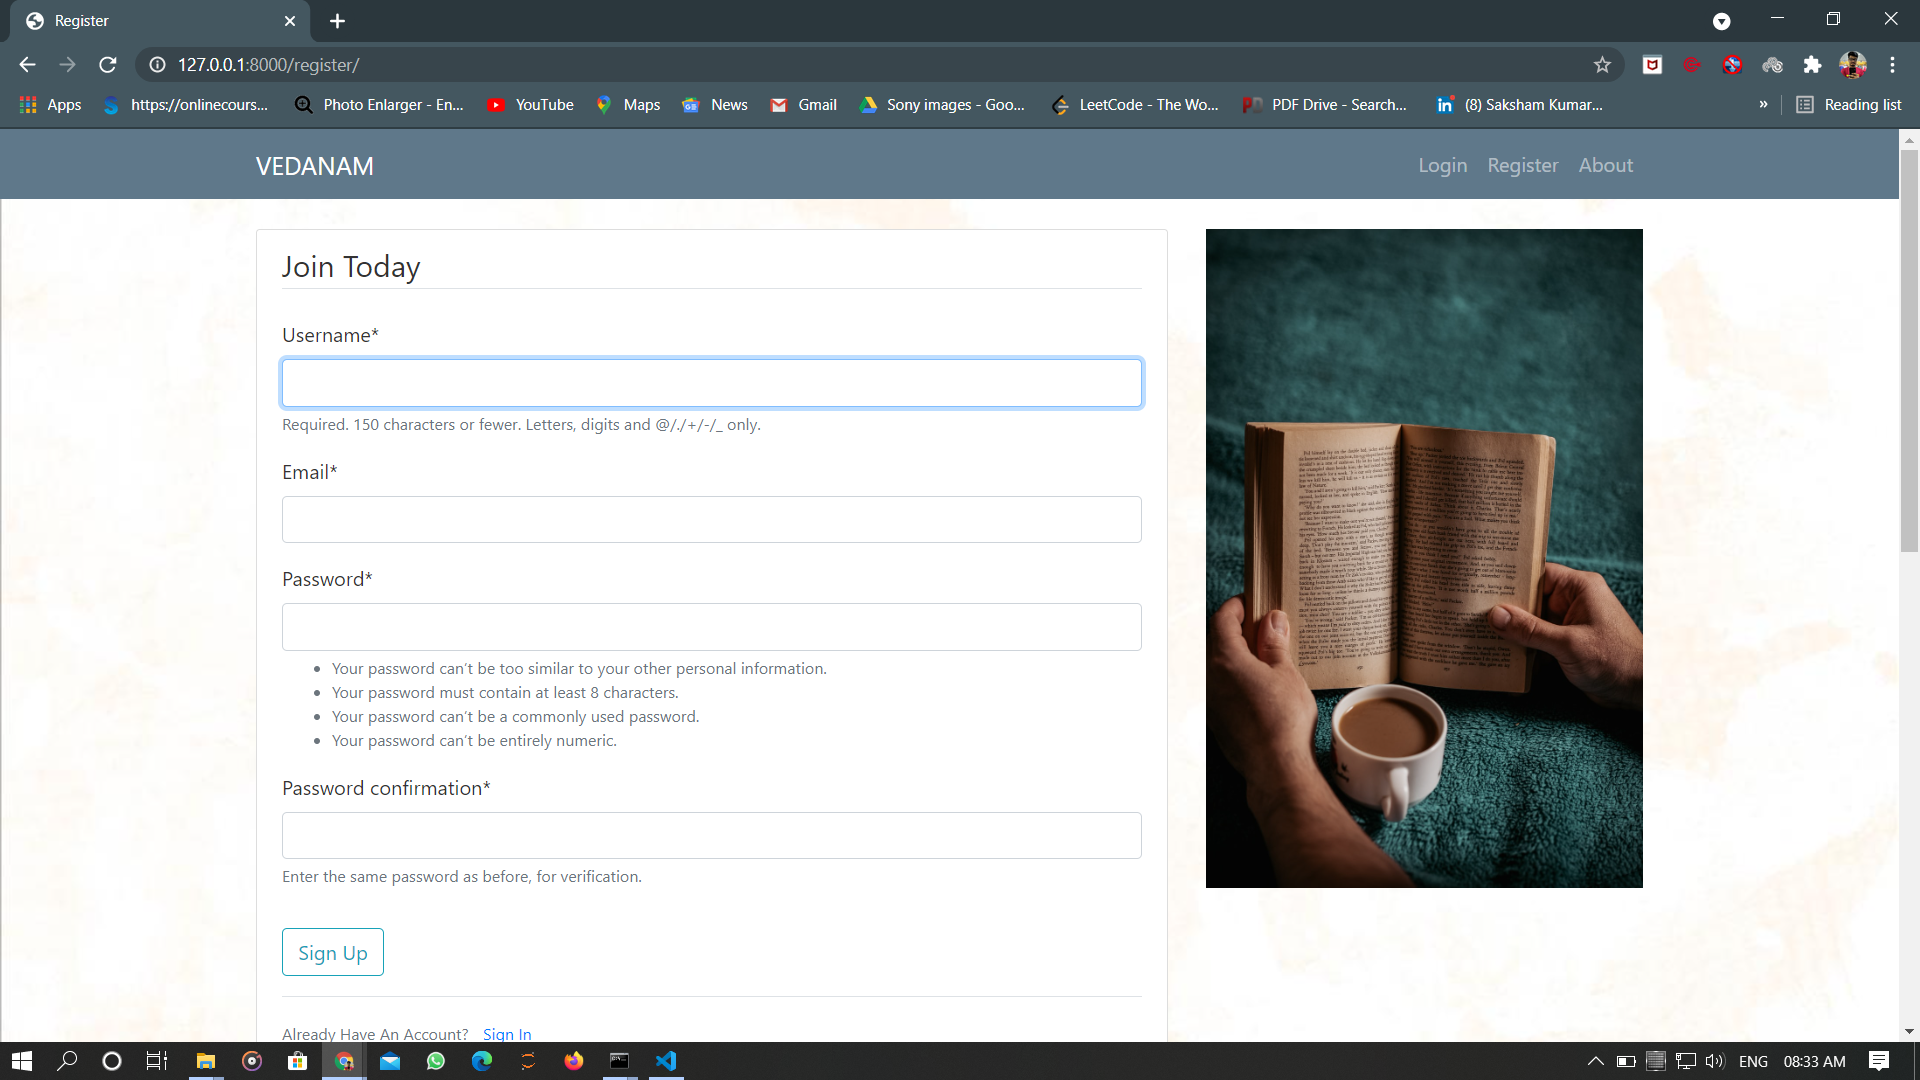 Register
127.0.0.1:8000/register/
Apps https://onlinecours... Photo Enlarger - En... YouTube Maps News Gmail Sony images - Goo... LeetCode - The Wo... PDF Drive - Search... (8) Saksham Kumar... » Reading list
VEDANAM
Login Register About
Join Today
Username*
Required. 150 characters or fewer. Letters, digits and @/./+/-/_ only.
Email*
Password*
• Your password can't be too similar to your other personal information.
• Your password must contain at least 8 characters.
• Your password can't be a commonly used password.
• Your password can't be entirely numeric.
Password confirmation*
Enter the same password as before, for verification.
Sign Up
Already Have An Account? Sign In
ENG 08:33 AM